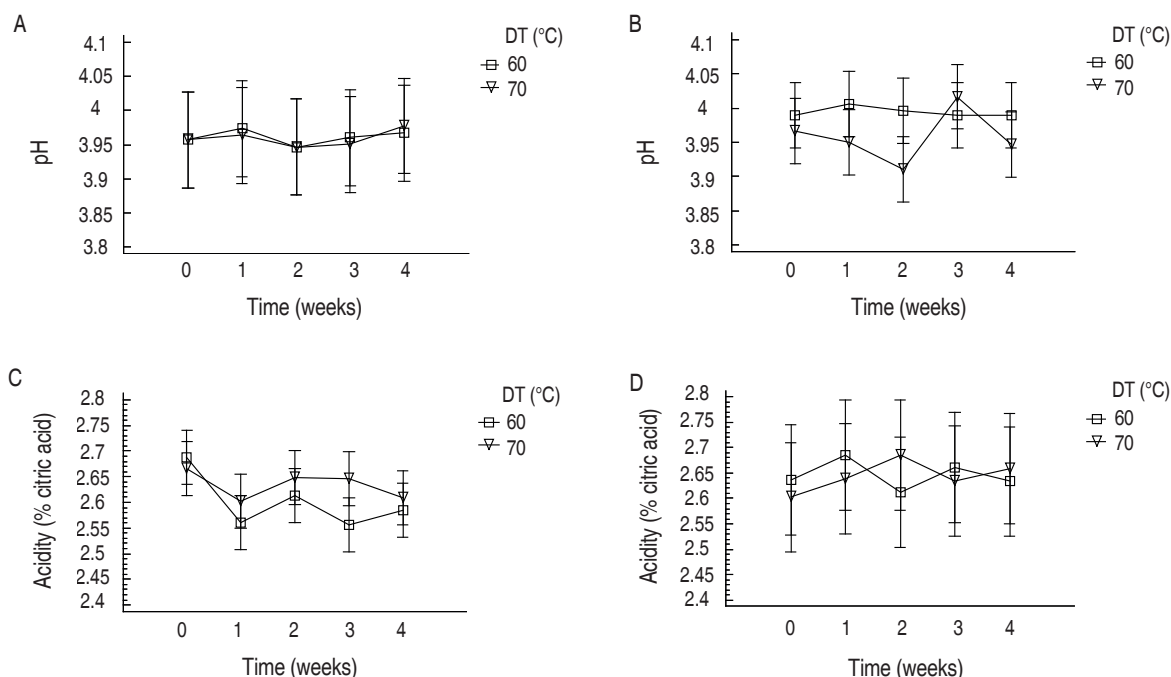 A
DT (°C)
60
70
pH
4.1
4.05
4
3.95
3.9
3.85
3.8
0 1 2 3 4
Time (weeks)
B
DT (°C)
60
70
pH
4.1
4.05
4
3.95
3.9
3.85
3.8
0 1 2 3 4
Time (weeks)
C
DT (°C)
60
70
Acidity (% citric acid)
2.8
2.75
2.7
2.65
2.6
2.55
2.5
2.45
2.4
0 1 2 3 4
Time (weeks)
D
DT (°C)
60
70
Acidity (% citric acid)
2.8
2.75
2.7
2.65
2.6
2.55
2.5
2.45
2.4
0 1 2 3 4
Time (weeks)